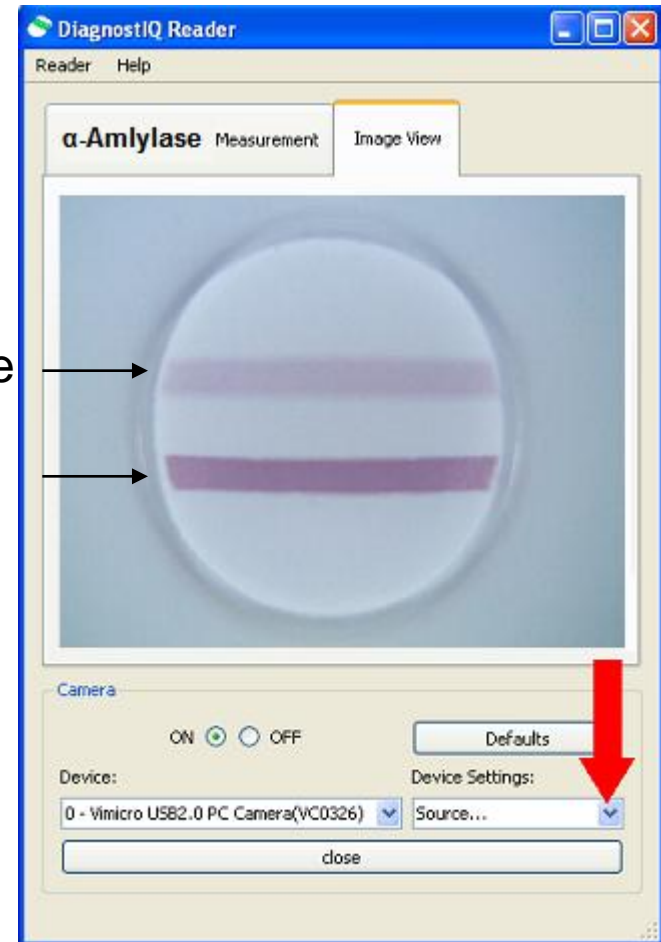 DiagnostIQ Reader
Reader Help
α-Amlylase Measurement Image View
e
Camera
ON OFF Defaults
Device: Device Settings:
0 - Vimicro USB2.0 PC Camera(VC0326) Source...
close